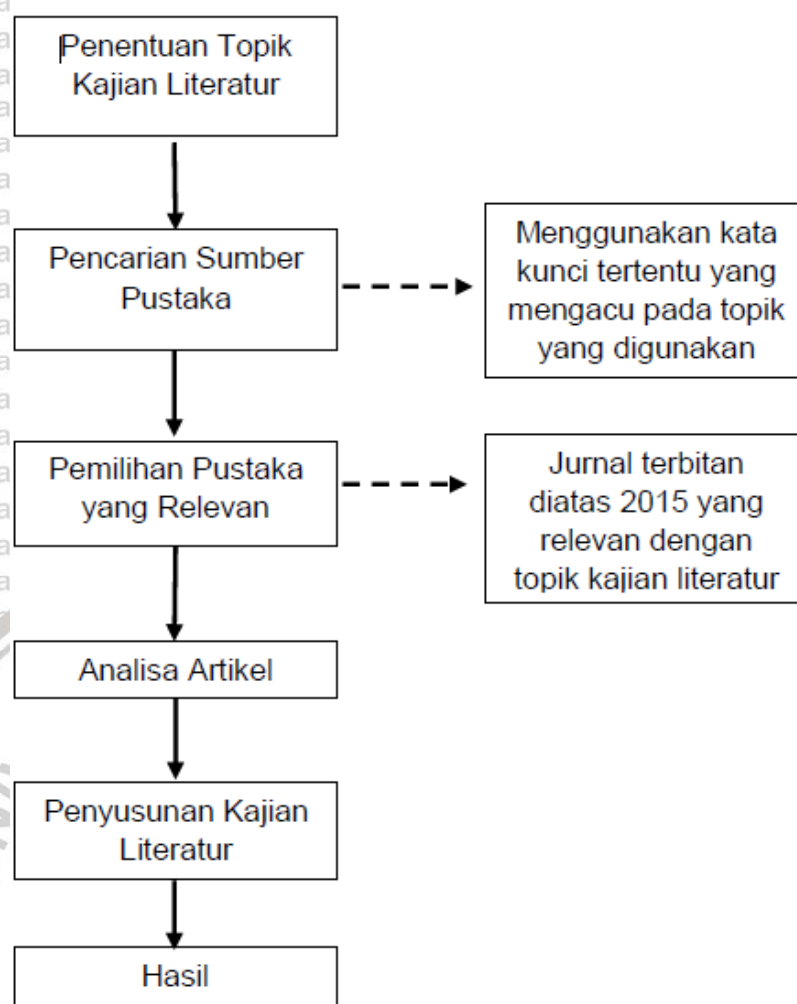 Penentuan Topik
Kajian Literatur
Pencarian Sumber
Pustaka
Menggunakan kata
kunci tertentu yang
mengacu pada topik
yang digunakan
Pemilihan Pustaka
yang Relevan
Jurnal terbitan
diatas 2015 yang
relevan dengan
topik kajian literatur
Analisa Artikel
Penyusunan Kajian
Literatur
Hasil